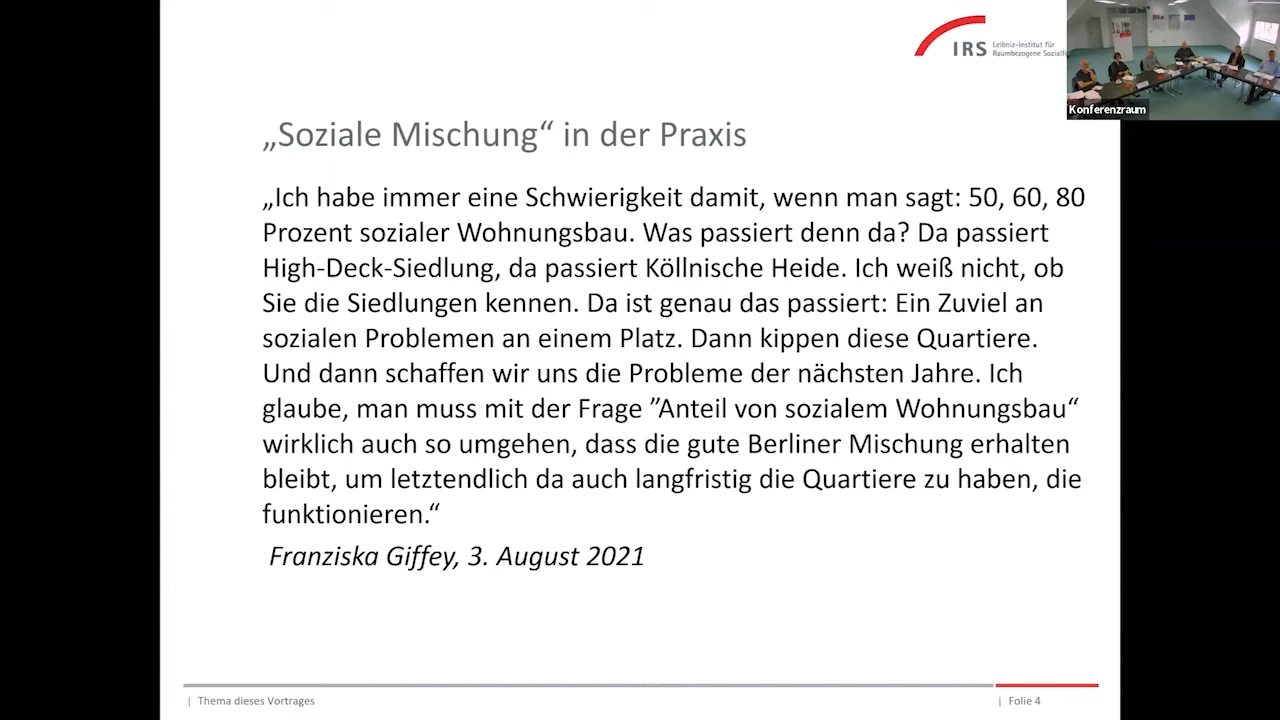 IRS
Leibniz-Institut für
Raumbezogene Sozialf
Konferenzraum
„Soziale Mischung“ in der Praxis
„Ich habe immer eine Schwierigkeit damit, wenn man sagt: 50, 60, 80
Prozent sozialer Wohnungsbau. Was passiert denn da? Da passiert
High-Deck-Siedlung, da passiert Köllnische Heide. Ich weiß nicht, ob
Sie die Siedlungen kennen. Da ist genau das passiert: Ein Zuviel an
sozialen Problemen an einem Platz. Dann kippen diese Quartiere.
Und dann schaffen wir uns die Probleme der nächsten Jahre. Ich
glaube, man muss mit der Frage ”Anteil von sozialem Wohnungsbau“
wirklich auch so umgehen, dass die gute Berliner Mischung erhalten
bleibt, um letztendlich da auch langfristig die Quartiere zu haben, die
funktionieren.“
Franziska Giffey, 3. August 2021
| Thema dieses Vortrages
| Folie 4